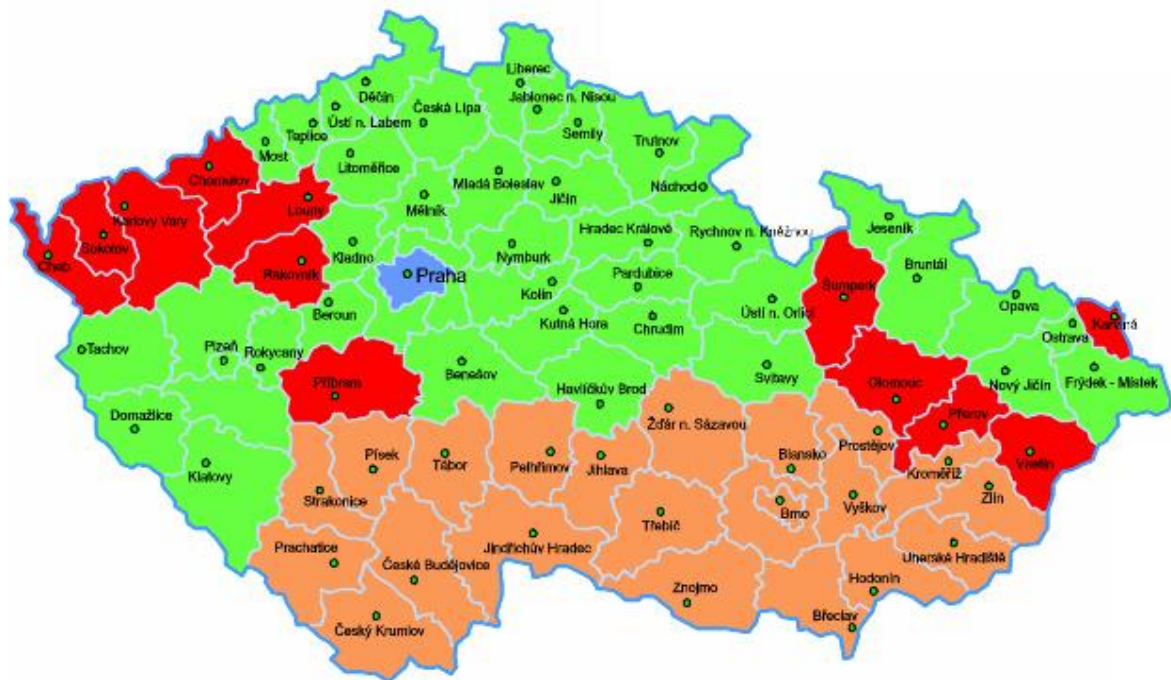 Liberec
Děčín
Jablonec n. Nisou
Česká Lípa
Ústí n. Labem
Teplice
Semily
Most
Trutnov
Litoměřice
Chomutov
Mladá Boleslav
Jičín
Náchod
Louny
Mělník
Karlovy Vary
Jeseník
Sokolov
Hradec Králové
Rychnov n. Kněžnou
Kladno
Nymburk
Cheb
Rakovník
Praha
Pardubice
Bruntál
Kolín
Šumperk
Beroun
Opava
Kutná Hora
Chrudim
Ústí n. Orlicí
Karviná
Ostrava
Tachov
Plzeň
Rokycany
Benešov
Svitavy
Nový Jičín
Frýdek - Místek
Příbram
Havlíčkův Brod
Olomouc
Domažlice
Žďár n. Sázavou
Přerov
Prostějov
Písek
Tábor
Pelhřimov
Jihlava
Blansko
Vsetín
Klatovy
Kroměříž
Strakonice
Zlín
Brno
Vyškov
Třebíč
Prachatice
Jindřichův Hradec
Uherské Hradiště
České Budějovice
Hodonín
Znojmo
Břeclav
Český Krumlov